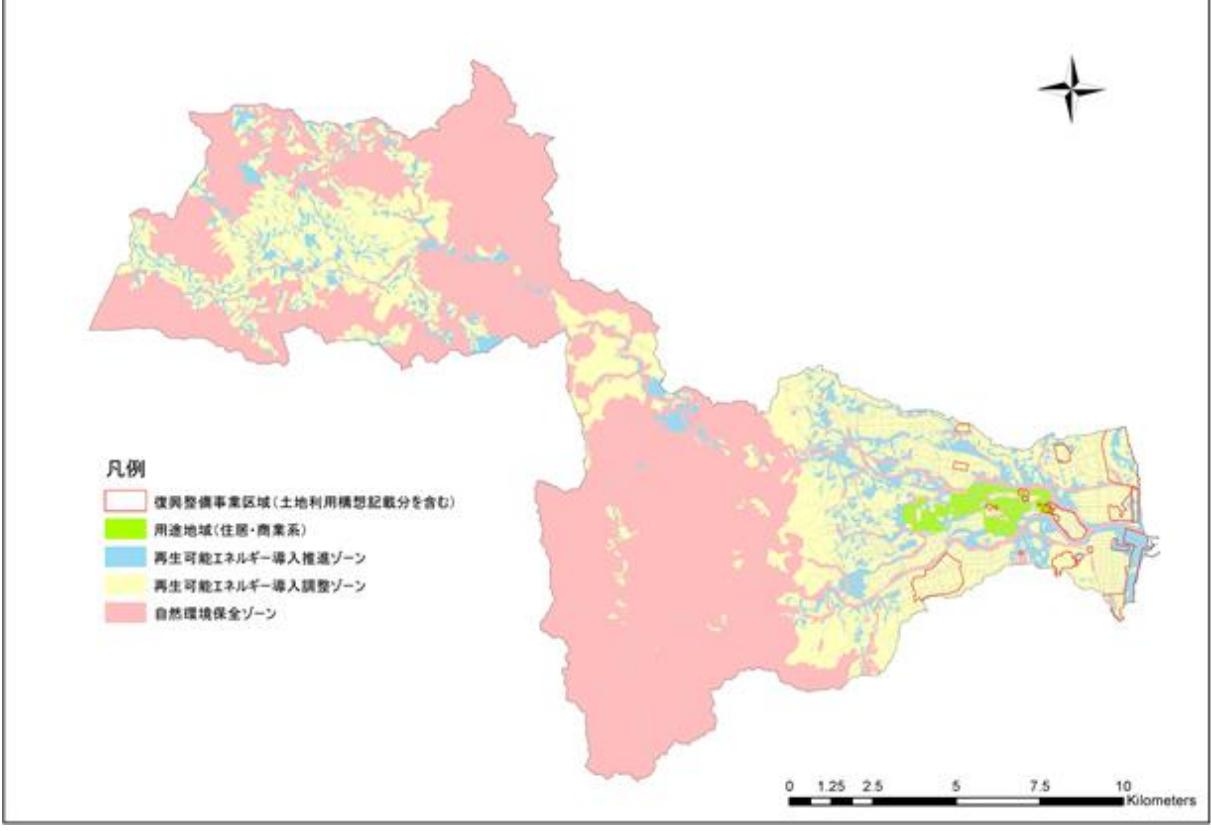 凡例
復興整備事業区域(土地利用構想記載分を含む)
用途地域(住居・商業系)
再生可能エネルギー導入推進ゾーン
再生可能エネルギー導入調整ゾーン
自然環境保全ゾーン
0 1.25 2.5 5 7.5 10
Kilometers